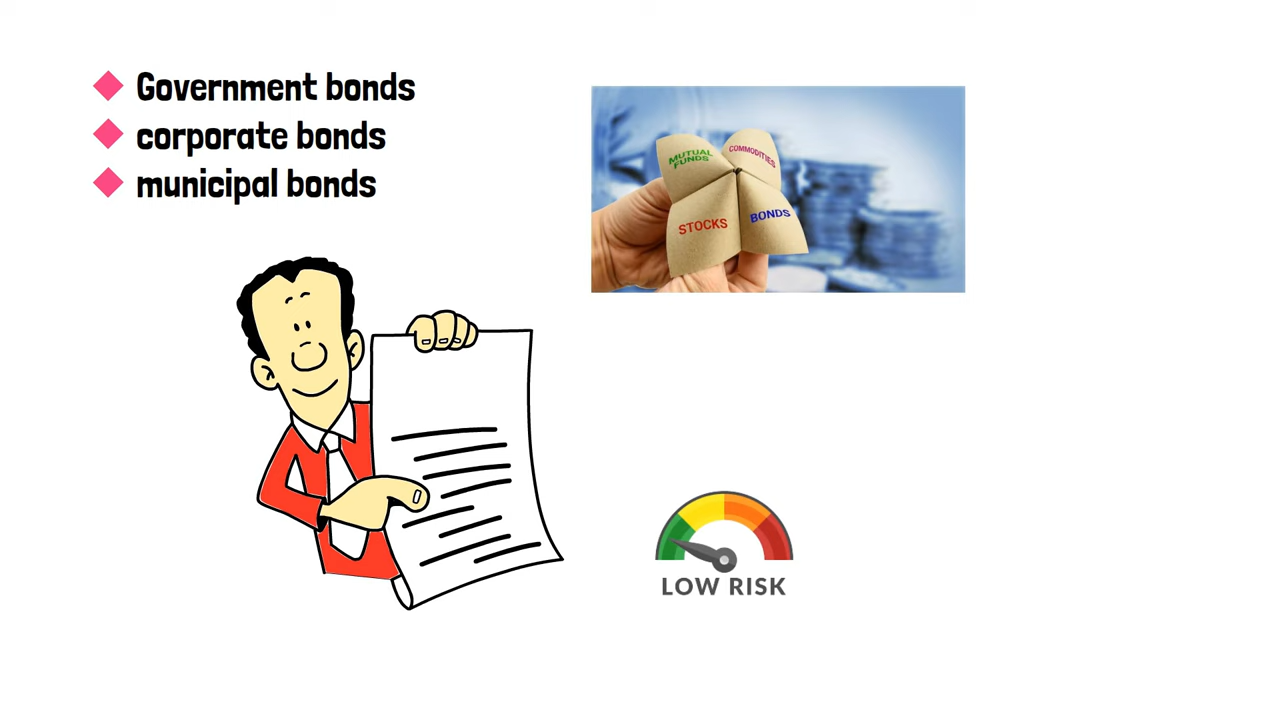 Government bonds
corporate bonds
municipal bonds
MUTUAL
FUNDS
COMMODITIES
STOCKS
BONDS
LOW RISK